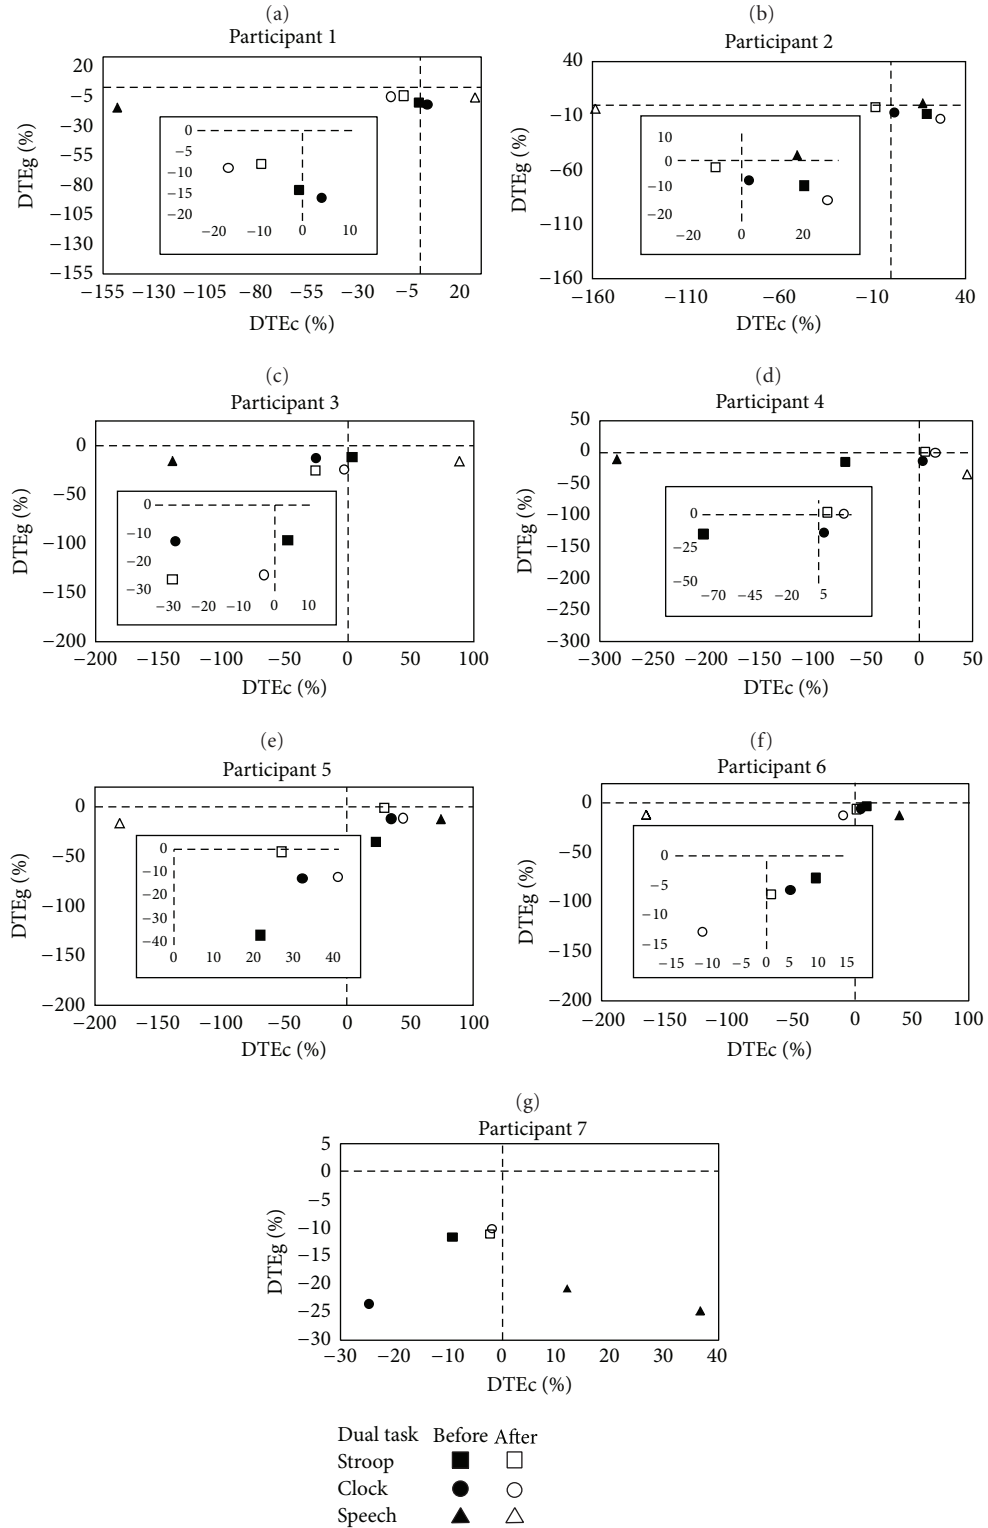 (a)
Participant 1
20
−5
−30
−55
−80
−105
−130
−155
DTEg (%)
0
−5
−10
−15
−20
−20 −10 0 10
−155 −130 −105 −80 −55 −30 −5 20
DTEc (%)
(b)
Participant 2
40
−10
−60
−110
−160
DTEg (%)
10
0
−10
−20
−20 0 20
−160 −110 −60 −10 40
DTEc (%)
(c)
Participant 3
0
−50
−100
−150
−200
DTEg (%)
0
−10
−20
−30
−30 −20 −10 0 10
−200 −150 −100 −50 0 50 100
DTEc (%)
(d)
Participant 4
50
0
−50
−100
−150
−200
−250
−300
DTEg (%)
0
−25
−50
−70 −45 −20 5
−300 −250 −200 −150 −100 −50 0 50
DTEc (%)
(e)
Participant 5
0
−50
−100
−150
−200
DTEg (%)
0
−10
−20
−30
−40
0 10 20 30 40
−200 −150 −100 −50 0 50 100
DTEc (%)
(f)
Participant 6
0
−50
−100
−150
−200
DTEg (%)
0
−5
−10
−15
−15 −10 −5 0 5 10 15
−200 −150 −100 −50 0 50 100
DTEc (%)
(g)
Participant 7
5
0
−5
−10
−15
−20
−25
−30
DTEg (%)
−30 −20 −10 0 10 20 30 40
DTEc (%)
Dual task Before After
Stroop
Clock
Speech